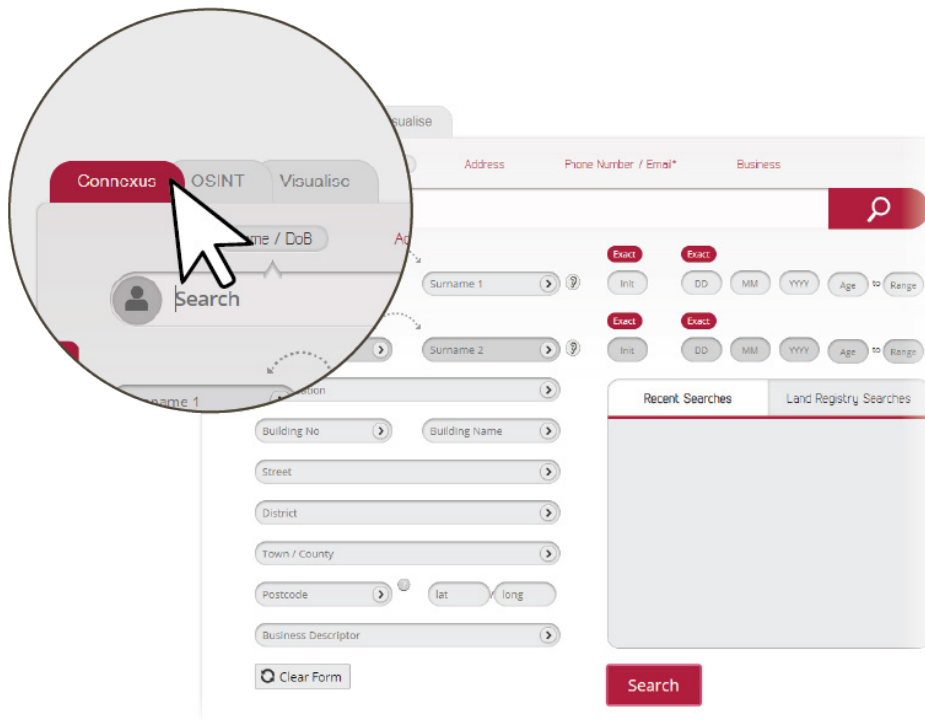 sualise
Connexus OSINT Visualise
Address Phone Number / Email* Business
me / DoB
Search
Exact Exact
Surname 1 Init DD MM YYYY Age to Range
Exact Exact
Surname 2 Init DD MM YYYY Age to Range
name 1
Recent Searches Land Registry Searches
Building No Building Name
Street
District
Town / County
Postcode lat / long
Business Descriptor
Clear Form
Search